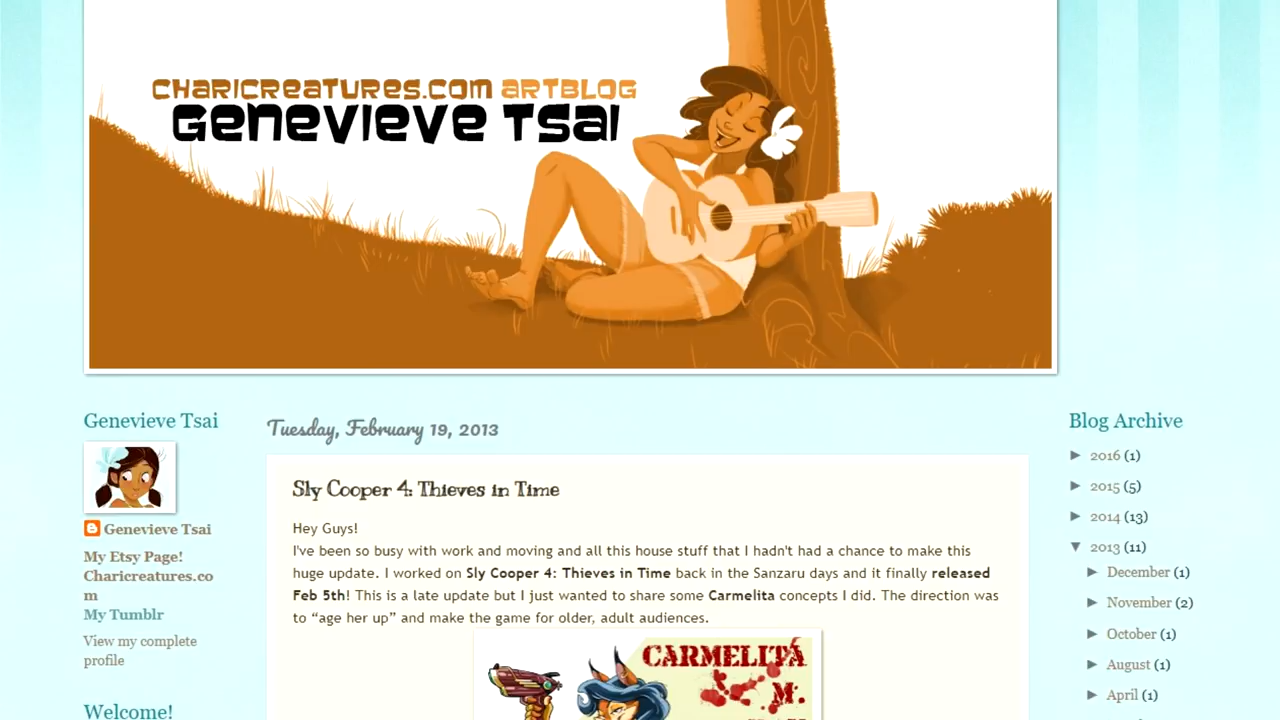 CHARICREATURES.COM ARTBLOG
GENEVIEVE TSAI
Genevieve Tsai
Genevieve Tsai
My Etsy Page!
Charicreatures.co
m
My Tumblr
View my complete
profile
Welcome!
Tuesday, February 19, 2013
Sly Cooper 4: Thieves in Time
Hey Guys!
I've been so busy with work and moving and all this house stuff that I hadn't had a chance to make this
huge update. I worked on Sly Cooper 4: Thieves in Time back in the Sanzaru days and it finally released
Feb 5th! This is a late update but I just wanted to share some Carmelita concepts I did. The direction was
to “age her up” and make the game for older, adult audiences.
CARMELITA
M.
Blog Archive
► 2016 (1)
► 2015 (5)
► 2014 (13)
▼ 2013 (11)
► December (1)
► November (2)
► October (1)
► August (1)
► April (1)